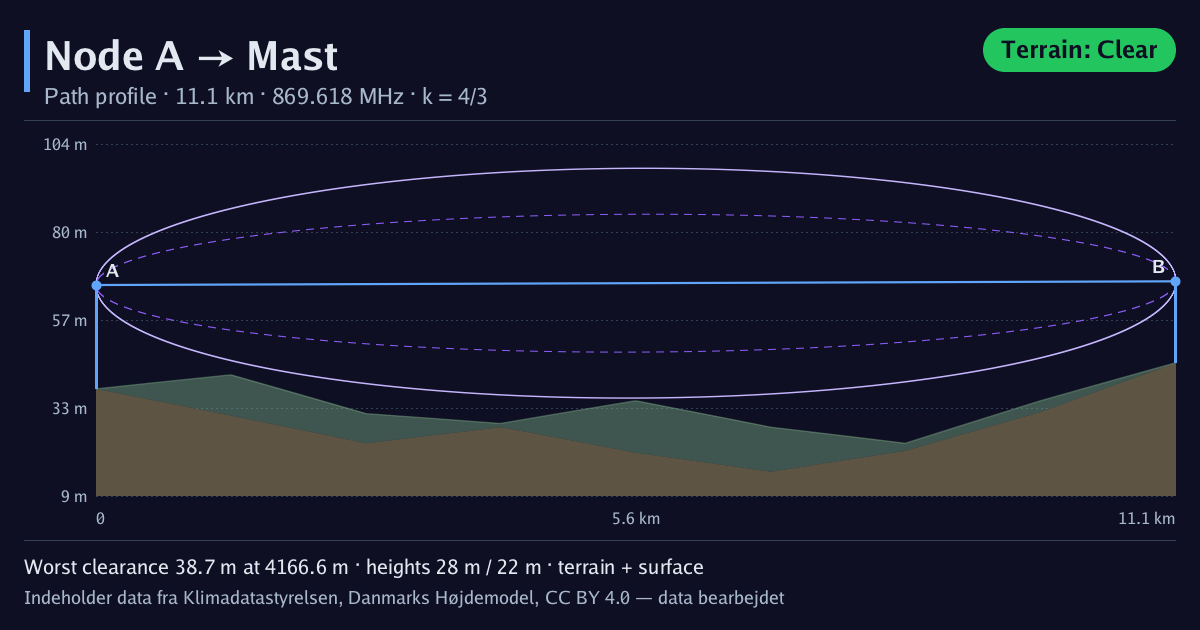 Node A → Mast
Terrain: Clear
Path profile · 11.1 km · 869.618 MHz · k = 4/3
104 m
80 m
57 m
33 m
9 m
A
B
0
5.6 km
11.1 km
Worst clearance 38.7 m at 4166.6 m · heights 28 m / 22 m · terrain + surface
Indeholder data fra Klimadatastyrelsen, Danmarks Højdemodel, CC BY 4.0 — data bearbejdet